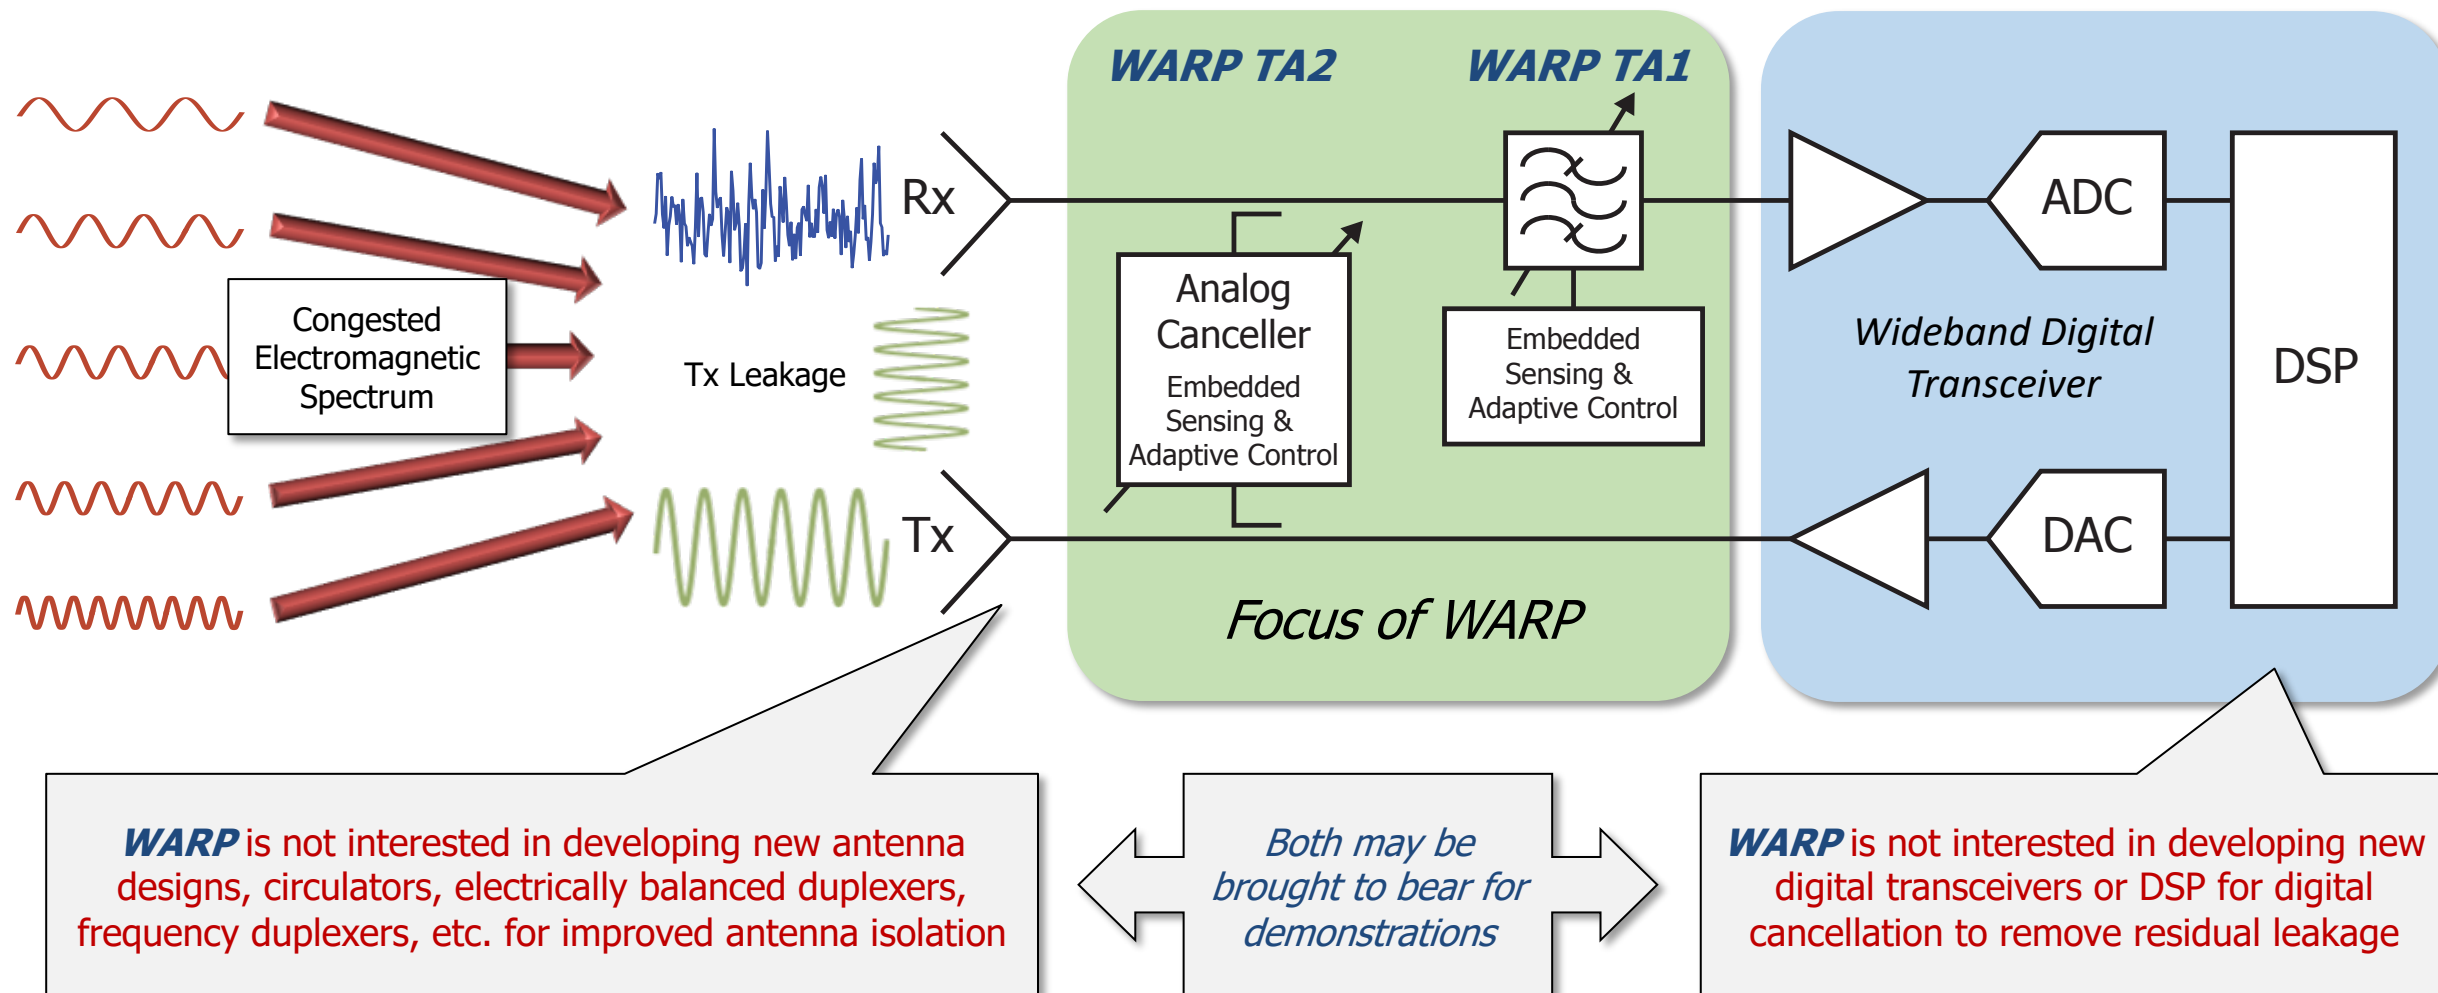 WARP TA2
WARP TA1
Rx
ADC
Congested
Electromagnetic
Spectrum
Tx Leakage
Analog
Canceller
Embedded
Sensing &
Adaptive Control
Embedded
Sensing &
Adaptive Control
Wideband Digital
Transceiver
DSP
Tx
DAC
Focus of WARP
WARP is not interested in developing new antenna
designs, circulators, electrically balanced duplexers,
frequency duplexers, etc. for improved antenna isolation
Both may be
brought to bear for
demonstrations
WARP is not interested in developing new
digital transceivers or DSP for digital
cancellation to remove residual leakage